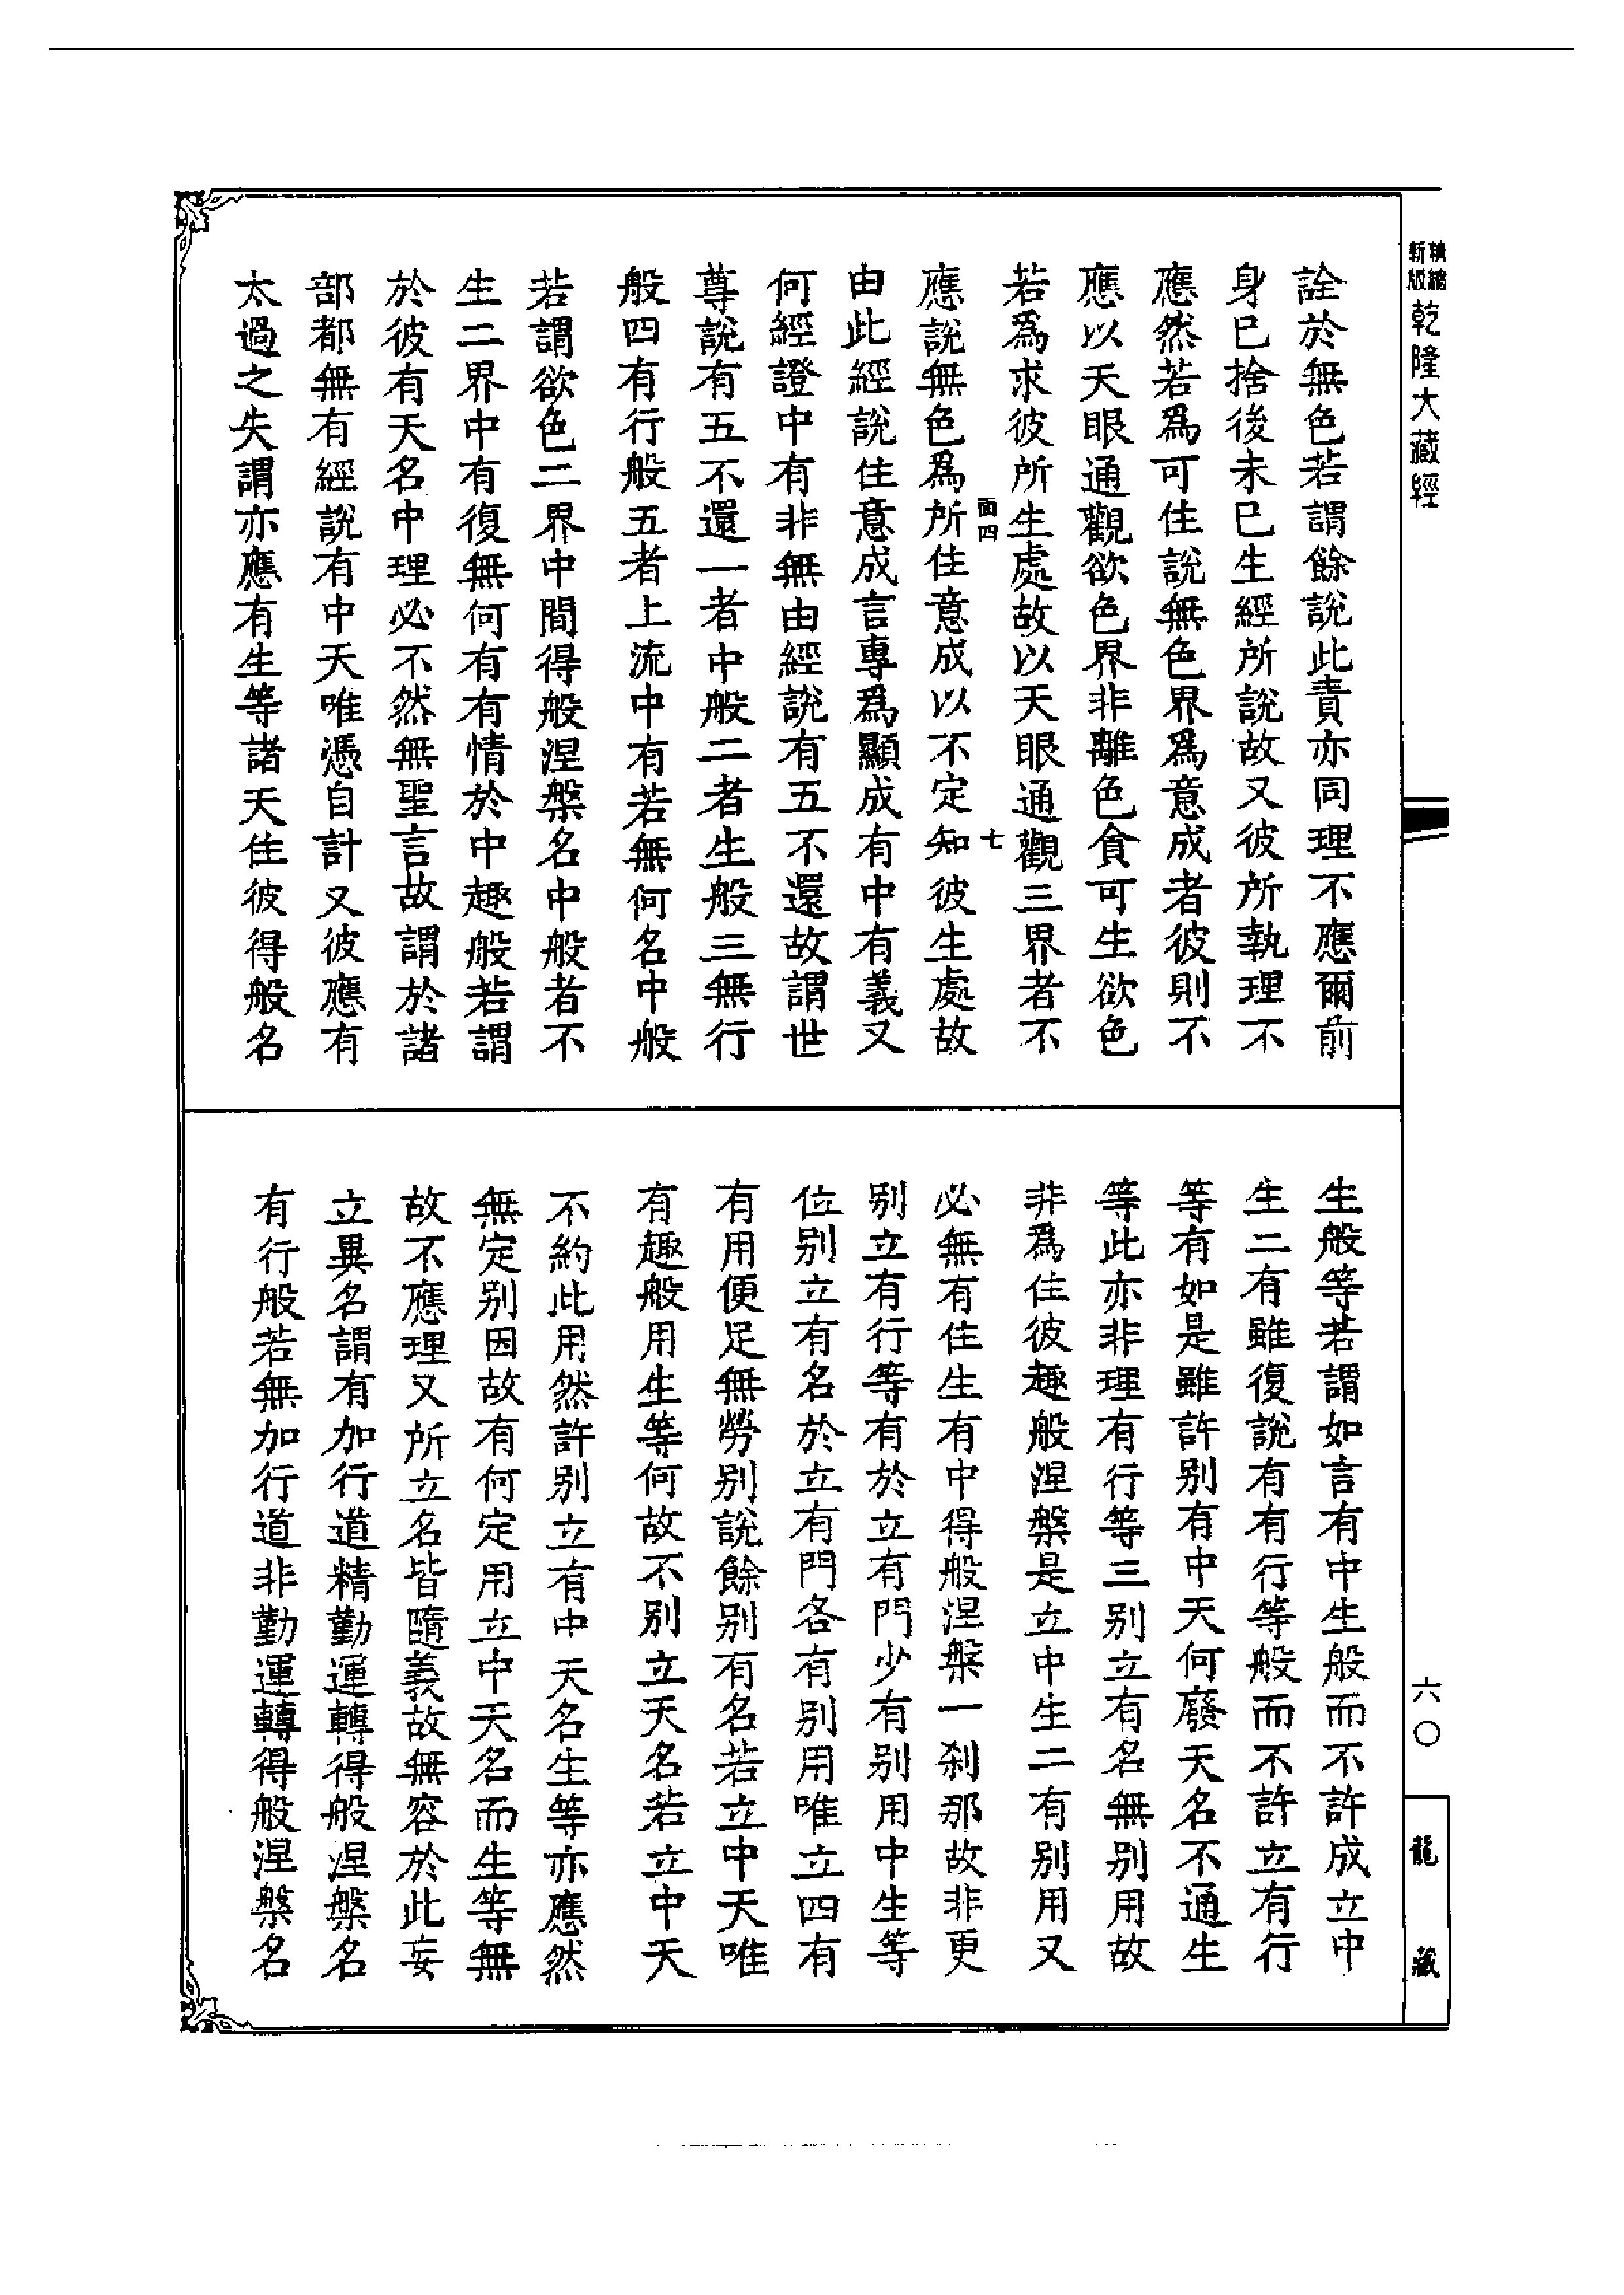 新版精縮乾隆大藏經
詮於無色若謂餘說此責亦同理不應爾前
身已捨後未已生經所說故又彼所執理不
應然若為可住說無色界為意成者彼則不
應以天眼通觀欲色界非離色貪可生欲色
若為求彼所生處故以天眼通觀三界者不
面四 七
應說無色為所住意成以不定知彼生處故
由此經說住意成言專為顯成有中有義又
何經證中有非無由經說有五不還故謂世
尊說有五不還一者中般二者生般三無行
般四有行般五者上流中有若無何名中般
若謂欲色二界中間得般涅槃名中般者不
生二界中有復無何有有情於中趣般若謂
於彼有天名中理必不然無聖言故謂於諸
部都無有經說有中天唯憑自計又彼應有
太過之失謂亦應有生等諸天住彼得般名
生般等若謂如言有中生般而不許成立中
生二有雖復說有有行等般而不許立有行
等有如是雖許別有中天何廢天名不通生
等此亦非理有行等三別立有名無別用故
非為住彼趣般涅槃是立中生二有別用又
必無有住生有中得般涅槃一剎那故非更
別立有行等有於立有門少有別用中生等
位別立有名於立有門各有別用唯立四有
有用便足無勞別說餘別有名若立中天唯
有趣般用生等何故不別立天名若立中天
不約此用然許別立有中天名生等亦應然
無定別因故有何定用立中天名而生等無
故不應理又所立名皆隨義故無容於此妄
立異名謂有加行道精勤運轉得般涅槃名
有行般若無加行道非勤運轉得般涅槃名
六〇
龍藏